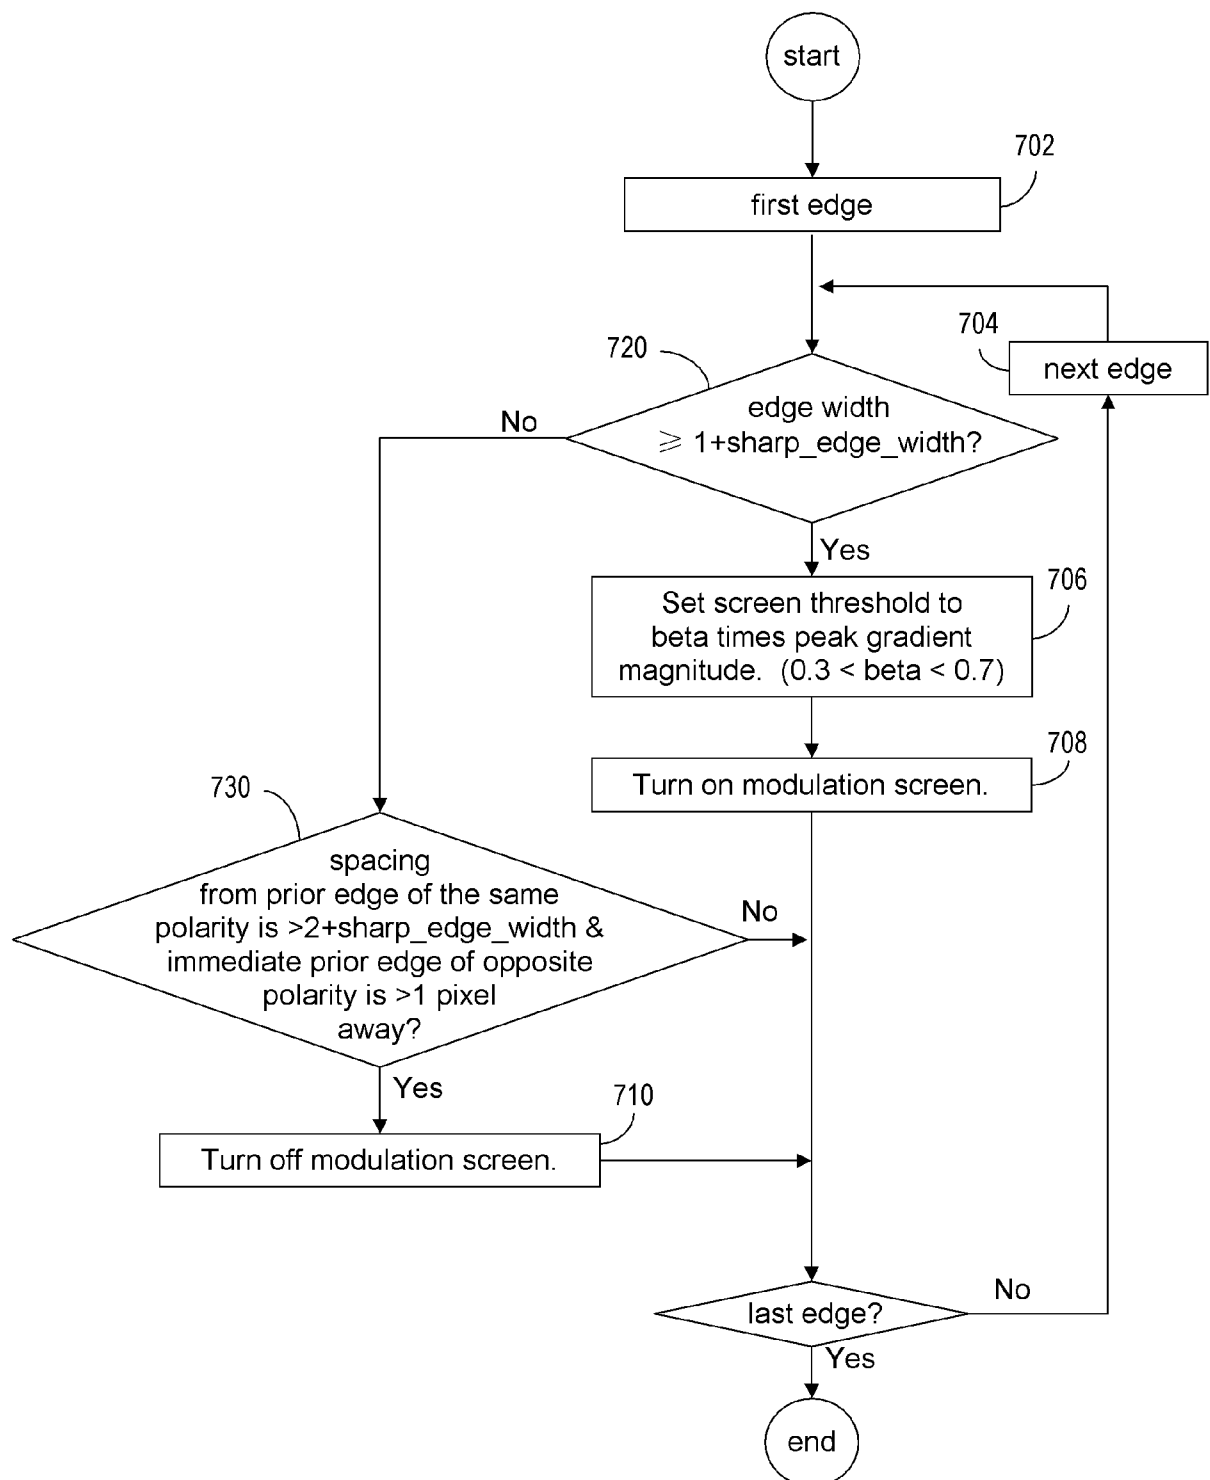 start
702
first edge
704
next edge
720
edge width
⩾ 1+sharp_edge_width?
No
Yes
706
Set screen threshold to
beta times peak gradient
magnitude. (0.3 < beta < 0.7)
708
Turn on modulation screen.
730
spacing
from prior edge of the same
polarity is >2+sharp_edge_width &
immediate prior edge of opposite
polarity is >1 pixel
away?
No
Yes
710
Turn off modulation screen.
last edge?
No
Yes
end